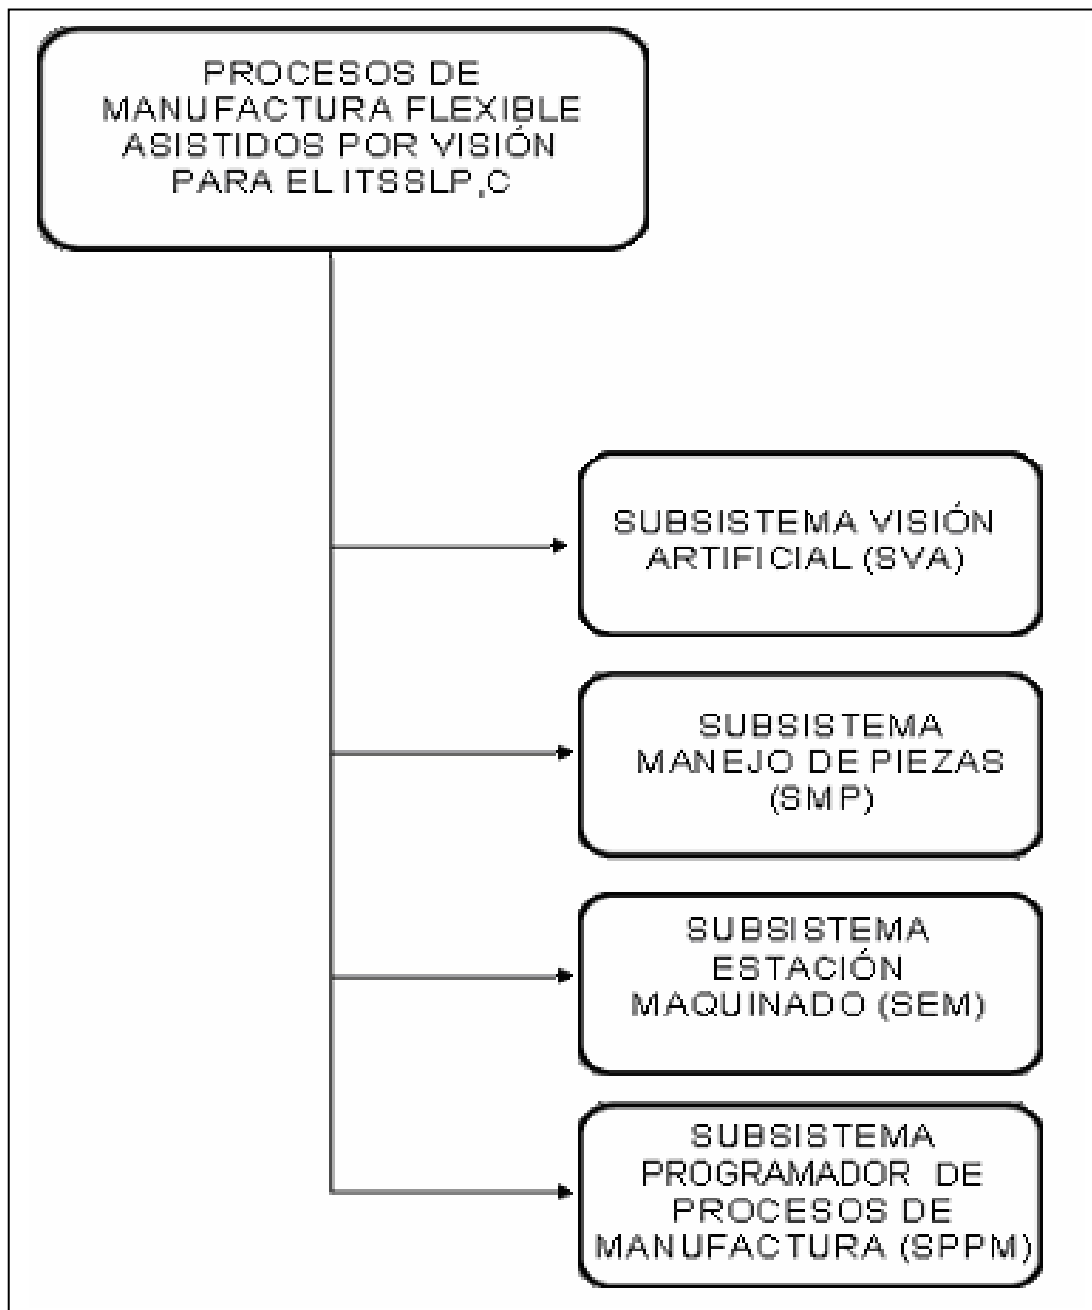 PROCESOS DE
MANUFACTURA FLEXIBLE
ASISTIDOS POR VISIÓN
PARA EL ITSSLP,C
SUBSISTEMA VISIÓN
ARTIFICIAL (SVA)
SUBSISTEMA
MANEJO DE PIEZAS
(SMP)
SUBSISTEMA
ESTACIÓN
MAQUINADO (SEM)
SUBSISTEMA
PROGRAMADOR DE
PROCESOS DE
MANUFACTURA (SPPM)